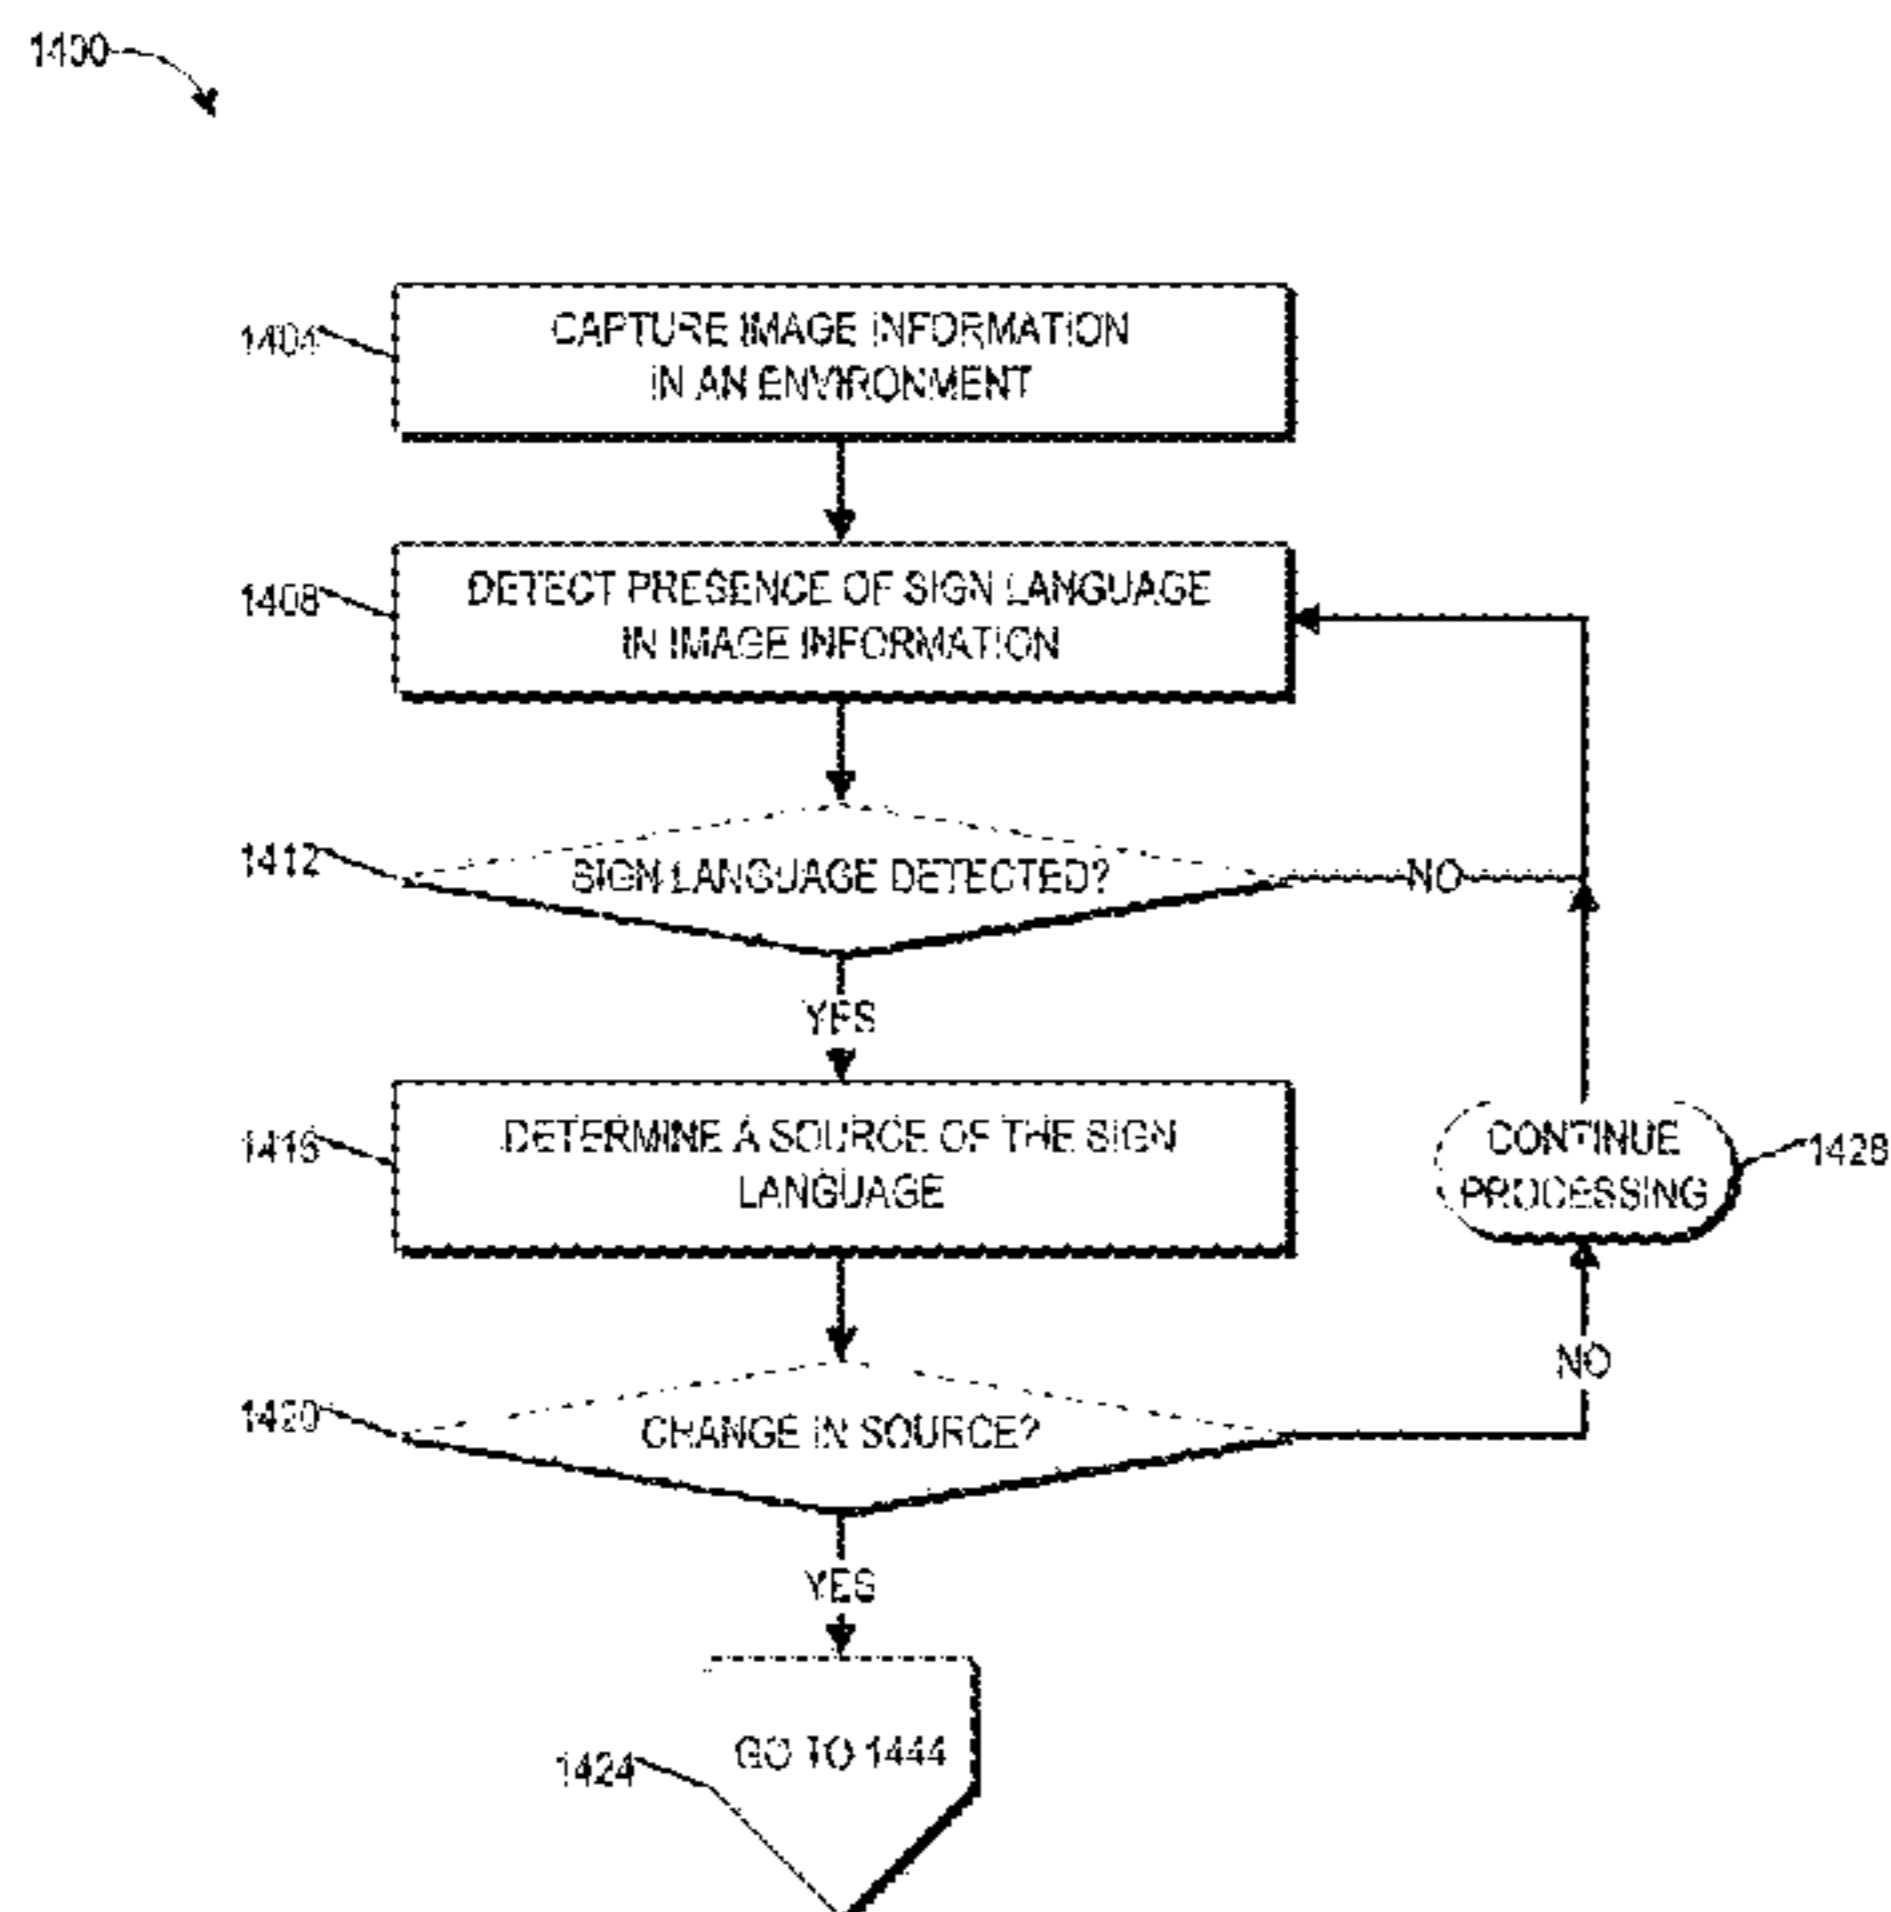 1400
1404
CAPTURE IMAGE INFORMATION
IN AN ENVIRONMENT
1408
DETECT PRESENCE OF SIGN LANGUAGE
IN IMAGE INFORMATION
1412
SIGN LANGUAGE DETECTED?
NO
YES
1416
DETERMINE A SOURCE OF THE SIGN
LANGUAGE
CONTINUE
PROCESSING
1428
1420
CHANGE IN SOURCE?
NO
YES
1424
GO TO 1444